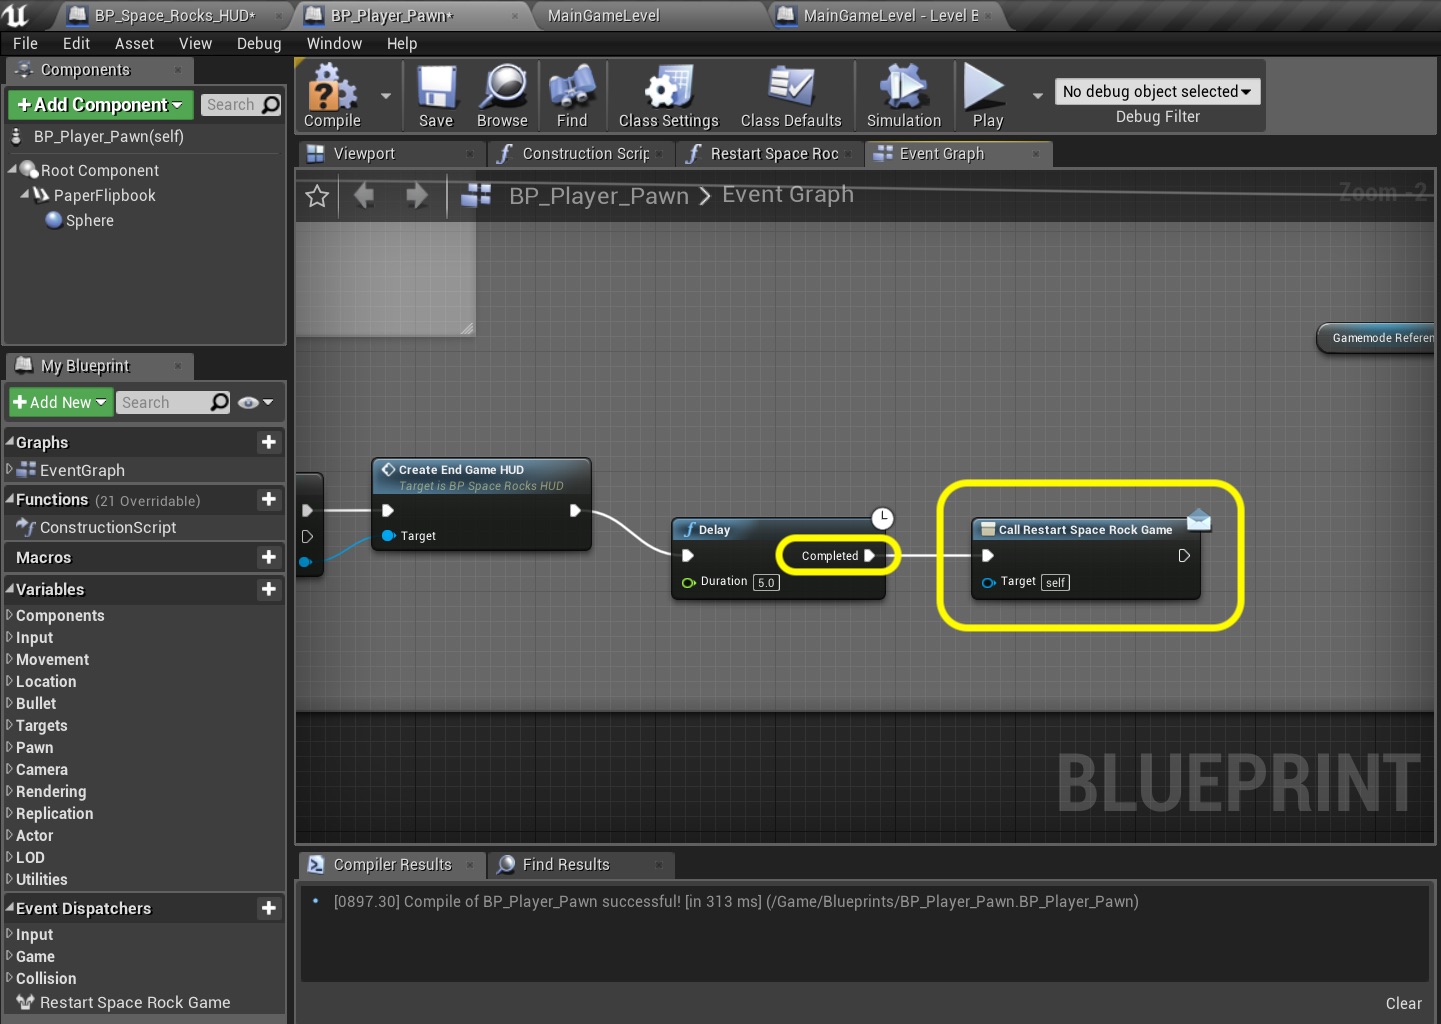 BP_Space_Rocks_HUD*
BP_Player_Pawn*
MainGameLevel
MainGameLevel - Level E
File Edit Asset View Debug Window Help
Components
+Add Component
Search
BP_Player_Pawn(self)
Root Component
PaperFlipbook
Sphere
Compile
Save
Browse
Find
Class Settings
Class Defaults
Simulation
Play
No debug object selected
Debug Filter
Viewport
Construction Scrip
Restart Space Roc
Event Graph
BP_Player_Pawn > Event Graph
Zoom -2
My Blueprint
+Add New
Search
Graphs
EventGraph
Functions (21 Overridable)
ConstructionScript
Macros
Variables
Components
Input
Movement
Location
Bullet
Targets
Pawn
Camera
Rendering
Replication
Actor
LOD
Utilities
Event Dispatchers
Input
Game
Collision
Restart Space Rock Game
Gamemode Referen
Create End Game HUD
Target is BP Space Rocks HUD
Target
Delay
Completed
Duration 5.0
Call Restart Space Rock Game
Target self
BLUEPRINT
Compiler Results
Find Results
[0897.30] Compile of BP_Player_Pawn successful! [in 313 ms] (/Game/Blueprints/BP_Player_Pawn.BP_Player_Pawn)
Clear